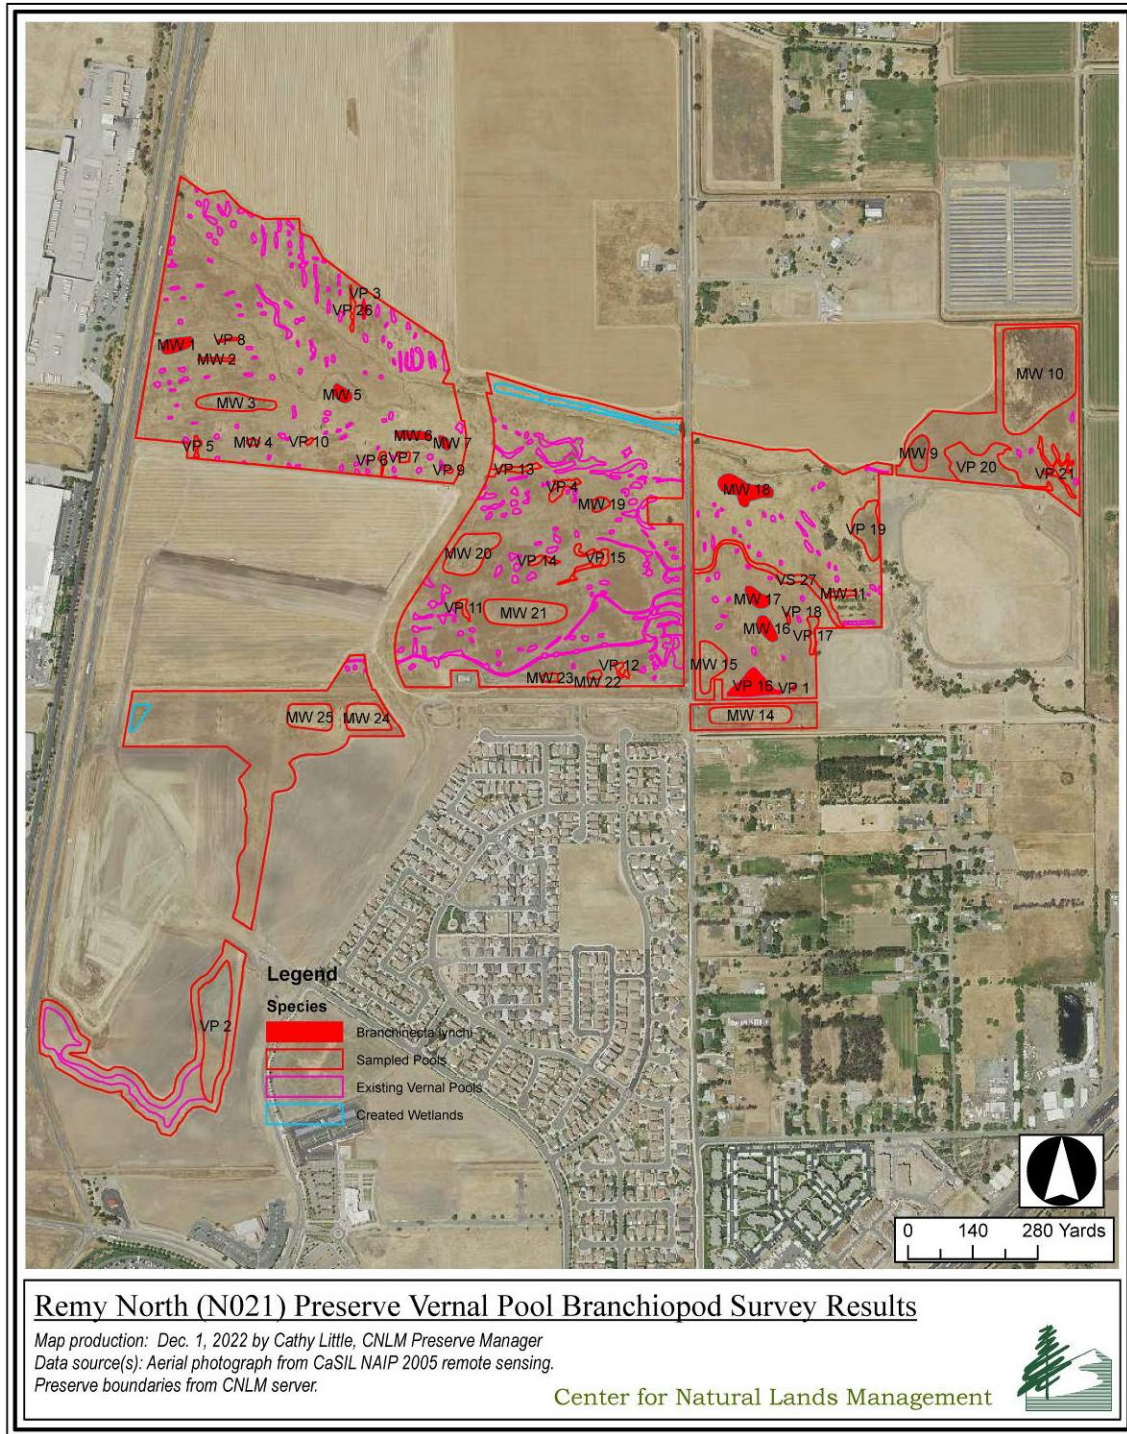 VP 3
VP 26
MW 1
VP 8
MW 2
MW 5
MW 3
MW 10
MW 6
MW 7
VP 5
MW 4
VP 10
VP 6
VP 7
VP 9
VP 13
MW 9
VP 20
VP 21
VP 4
MW 18
MW 19
VP 19
MW 20
VP 14
VP 15
VS 27
MW 11
VP 11
MW 21
MW 17
VP 18
MW 16
VP 17
MW 15
VP 12
MW 23
MW 22
VP 16
VP 1
MW 14
MW 25
MW 24
VP 2
Legend
Species
Branchinecta lynchi
Sampled Pools
Existing Vernal Pools
Created Wetlands
0 140 280 Yards
Remy North (N021) Preserve Vernal Pool Branchiopod Survey Results
Map production: Dec. 1, 2022 by Cathy Little, CNLM Preserve Manager
Data source(s): Aerial photograph from CaSIL NAIP 2005 remote sensing.
Preserve boundaries from CNLM server.
Center for Natural Lands Management